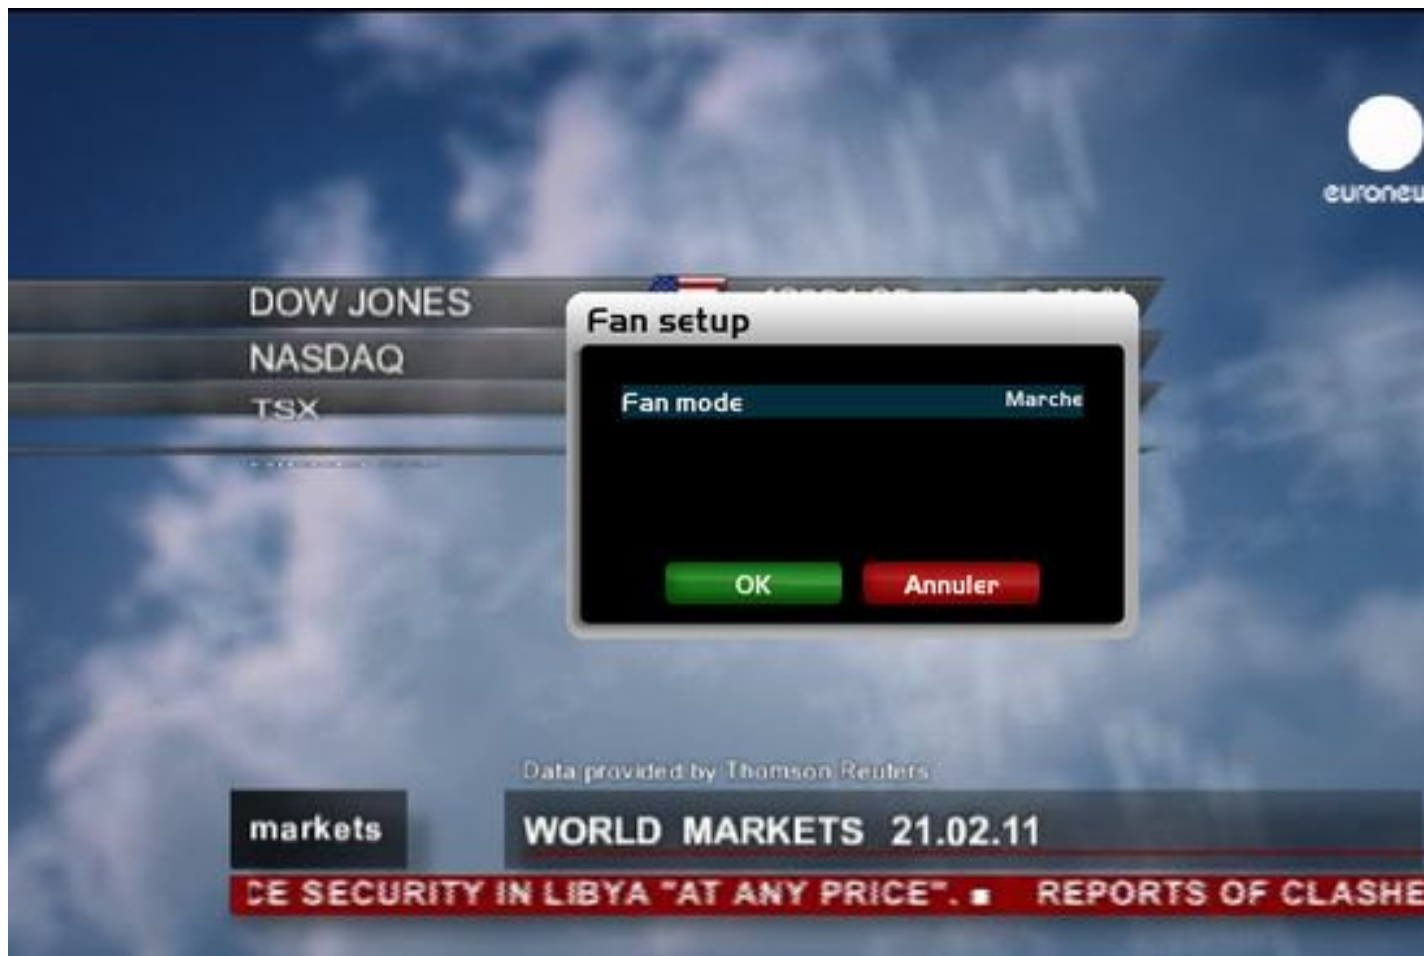 euroneu
DOW JONES
NASDAQ
TSX
Fan setup
Fan mode Marche
OK Annuler
Data provided by Thomson Reuters
markets
WORLD MARKETS 21.02.11
CE SECURITY IN LIBYA "AT ANY PRICE". ■ REPORTS OF CLASHE